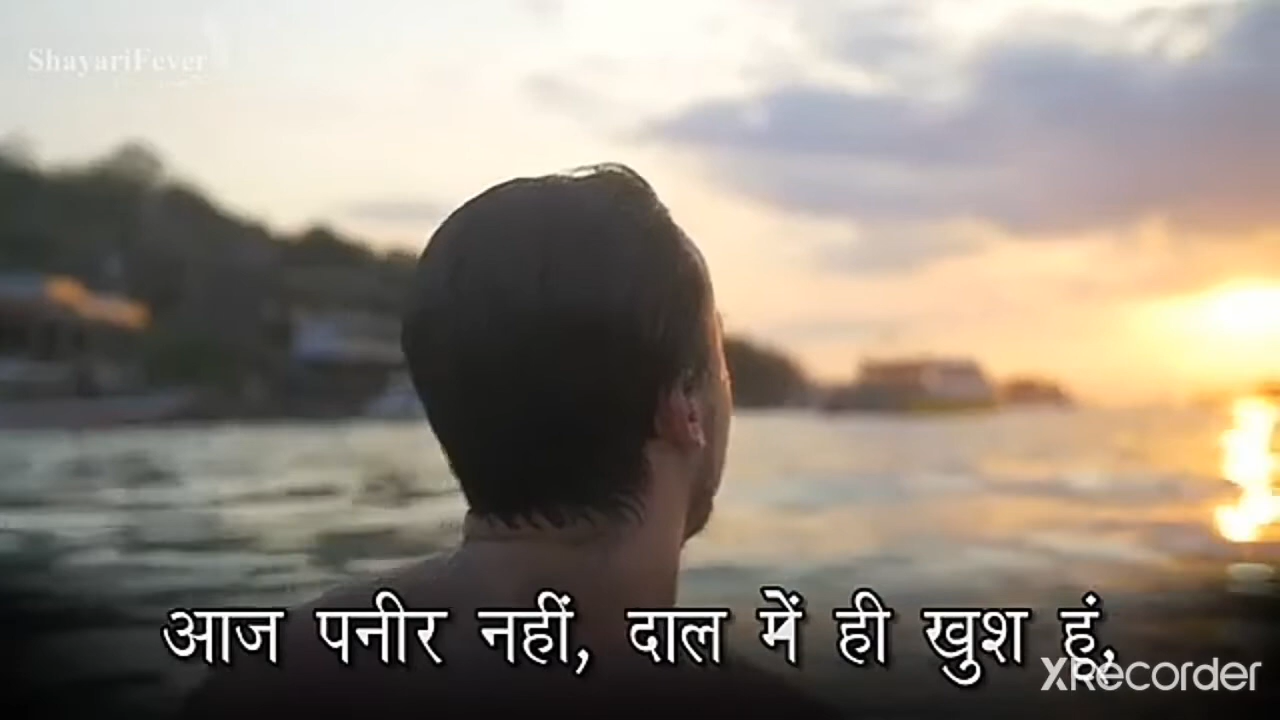 ShayariFever
आज पनीर नहीं, दाल में ही खुश हूं,
XRecorder